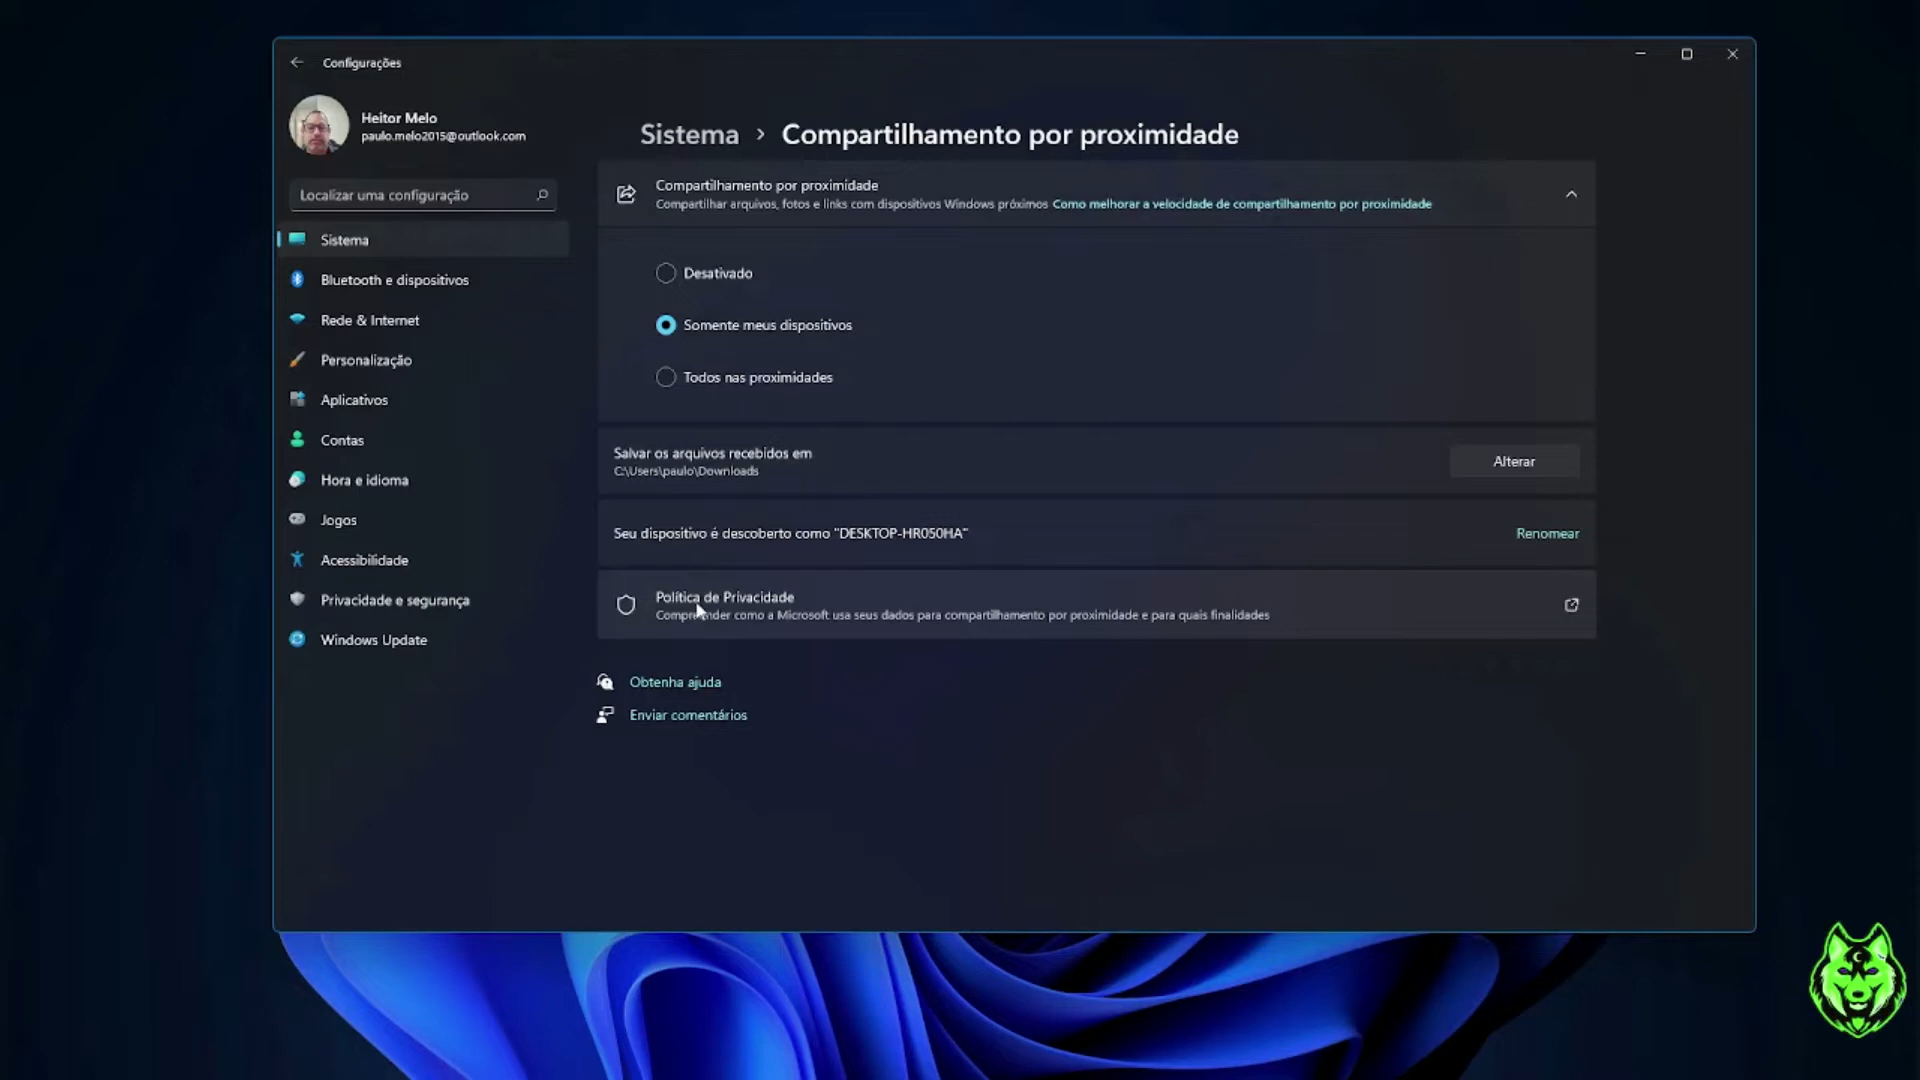 Configurações
Heitor Melo
paulo.melo2015@outlook.com
Localizar uma configuração
Sistema
Bluetooth e dispositivos
Rede & Internet
Personalização
Aplicativos
Contas
Hora e idioma
Jogos
Acessibilidade
Privacidade e segurança
Windows Update
Sistema > Compartilhamento por proximidade
Compartilhamento por proximidade
Compartilhar arquivos, fotos e links com dispositivos Windows próximos Como melhorar a velocidade de compartilhamento por proximidade
Desativado
Somente meus dispositivos
Todos nas proximidades
Salvar os arquivos recebidos em
C:\Users\paulo\Downloads
Alterar
Seu dispositivo é descoberto como "DESKTOP-HR050HA"
Renomear
Política de Privacidade
Compreender como a Microsoft usa seus dados para compartilhamento por proximidade e para quais finalidades
Obtenha ajuda
Enviar comentários